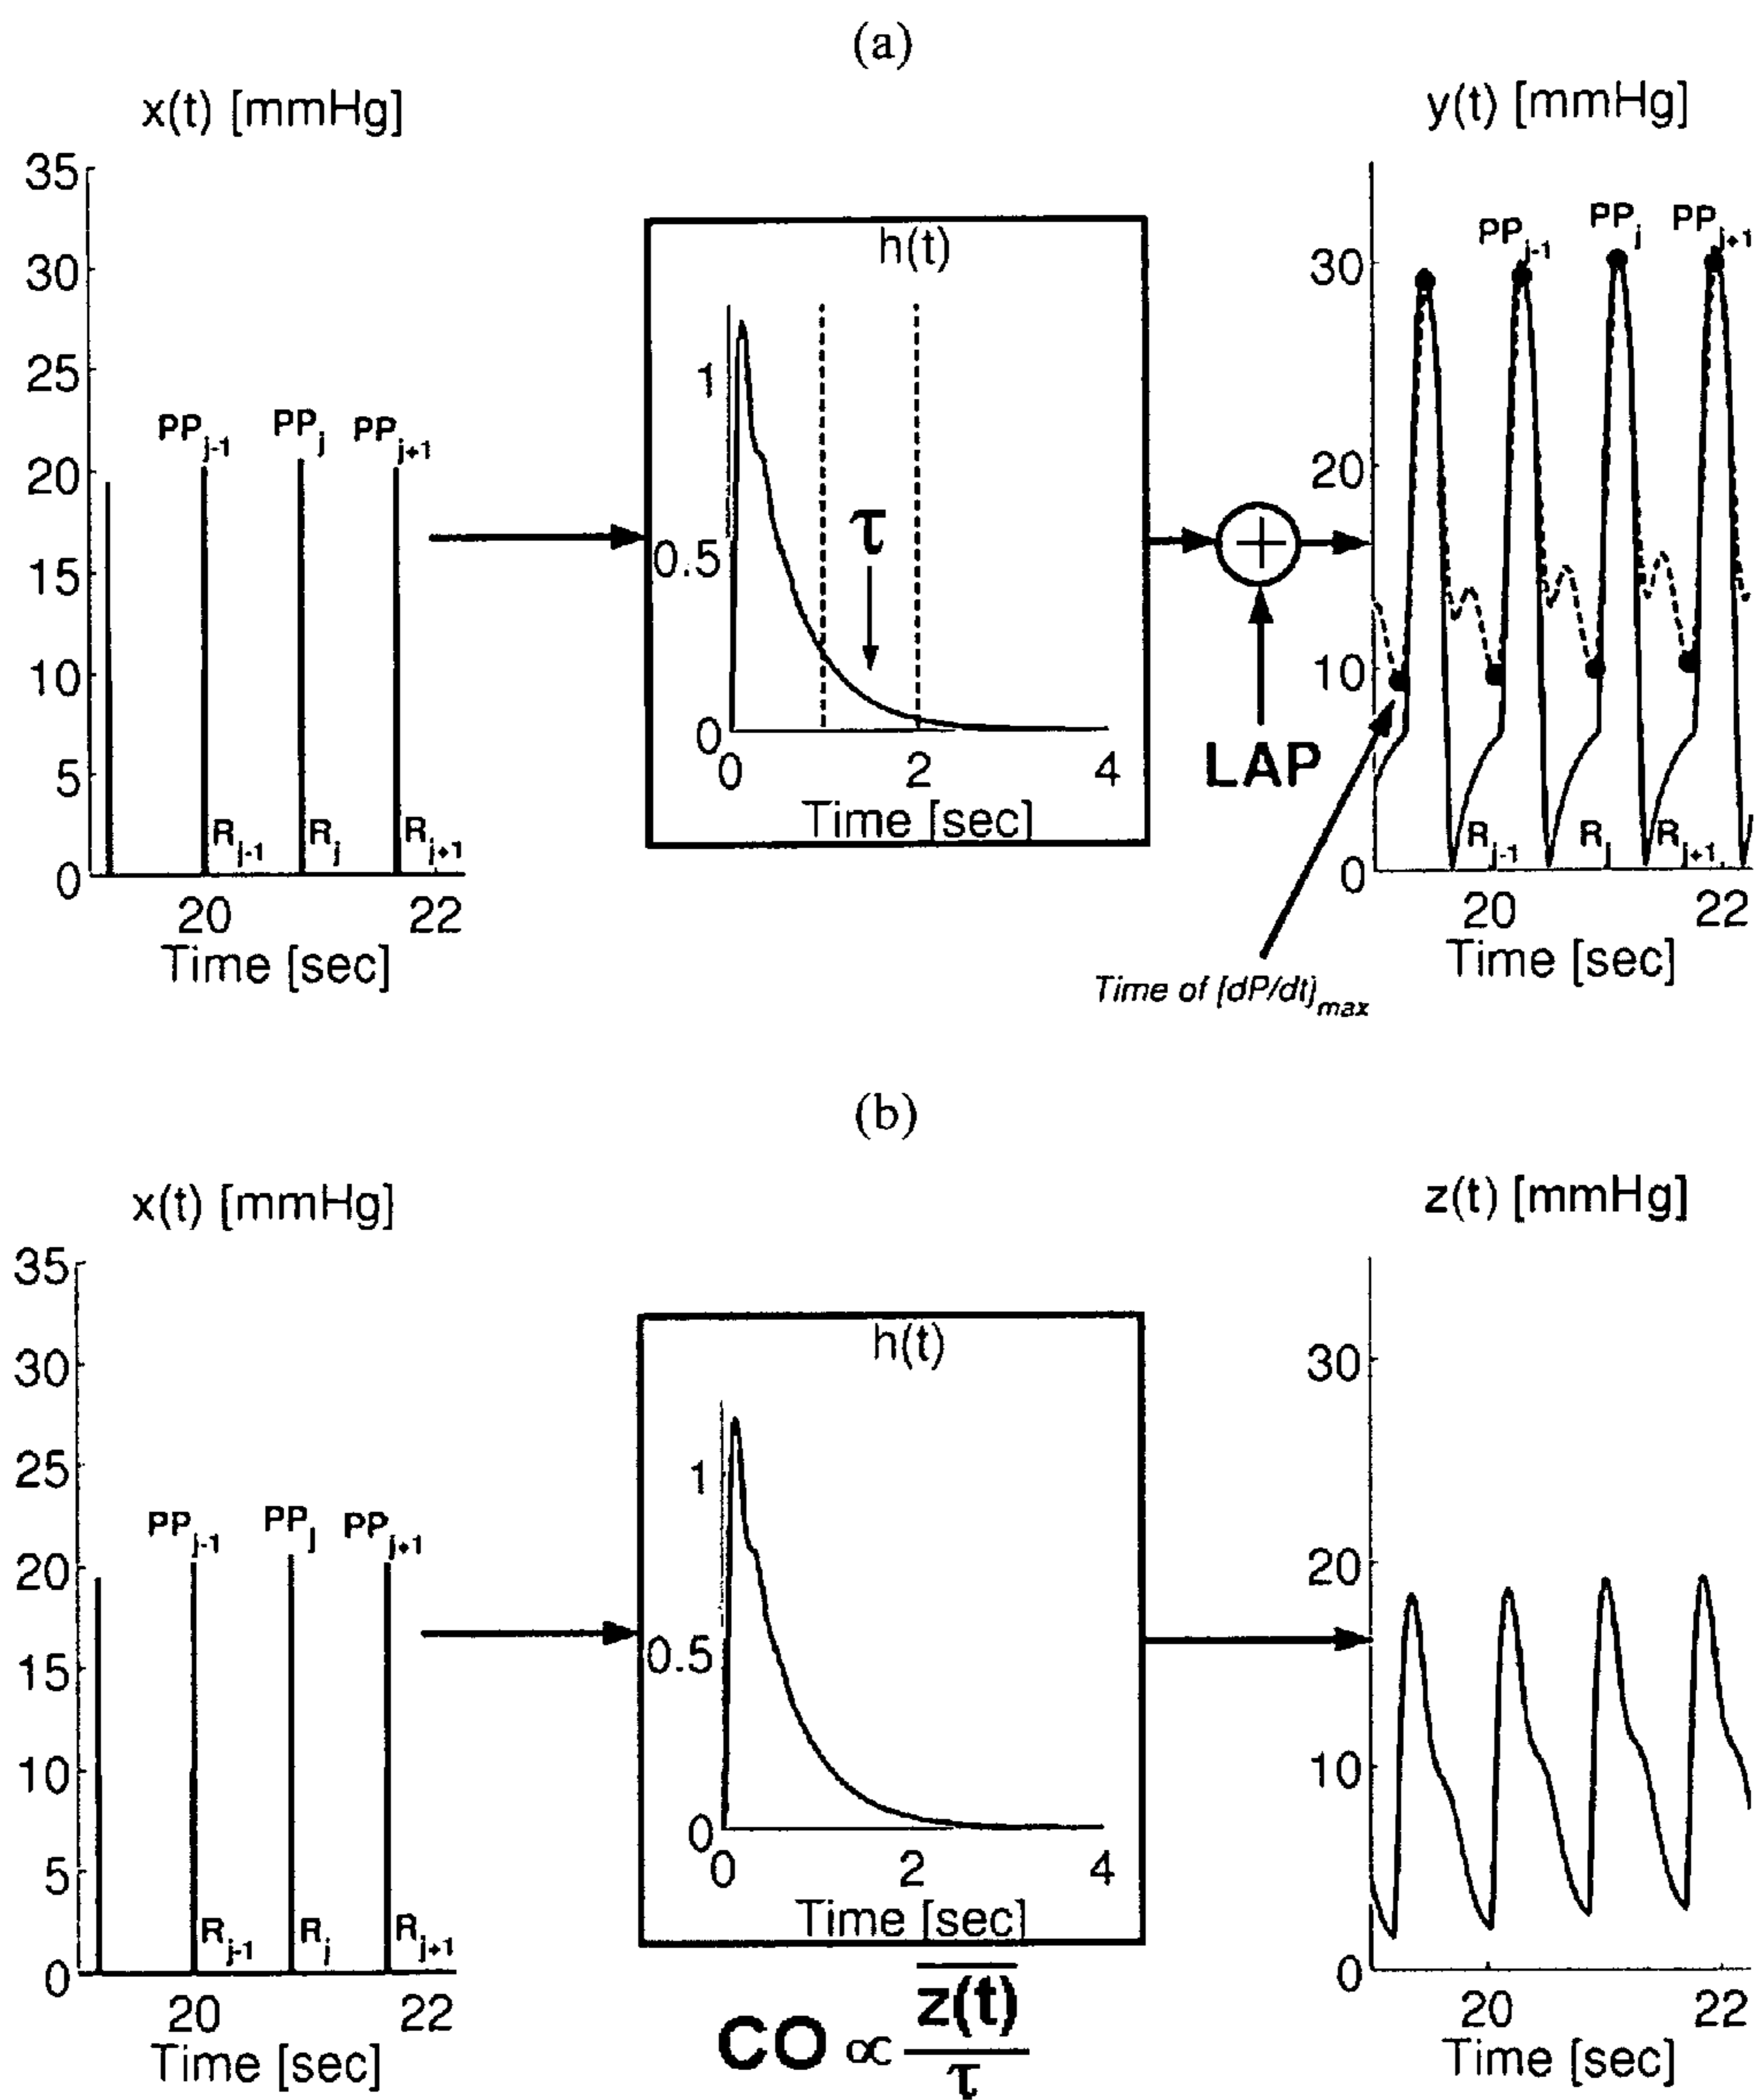 (a)
x(t) [mmHg]
35
30
25
20
15
10
5
0
PP j-1
PP j
PP j+1
R j-1
R j
R j+1
20 22
Time [sec]
h(t)
1
0.5
0
τ
0 2 4
Time [sec]
+
LAP
y(t) [mmHg]
30
20
10
0
PP j-1
PP j
PP j+1
R j-1
R j
R j+1
20 22
Time [sec]
Time of (dP/dt)max
(b)
x(t) [mmHg]
35
30
25
20
15
10
5
0
PP j-1
PP j
PP j+1
R j-1
R j
R j+1
20 22
Time [sec]
h(t)
1
0.5
0
0 2 4
Time [sec]
z(t) [mmHg]
30
20
10
0
20 22
Time [sec]
CO ∝ z(t)
τ